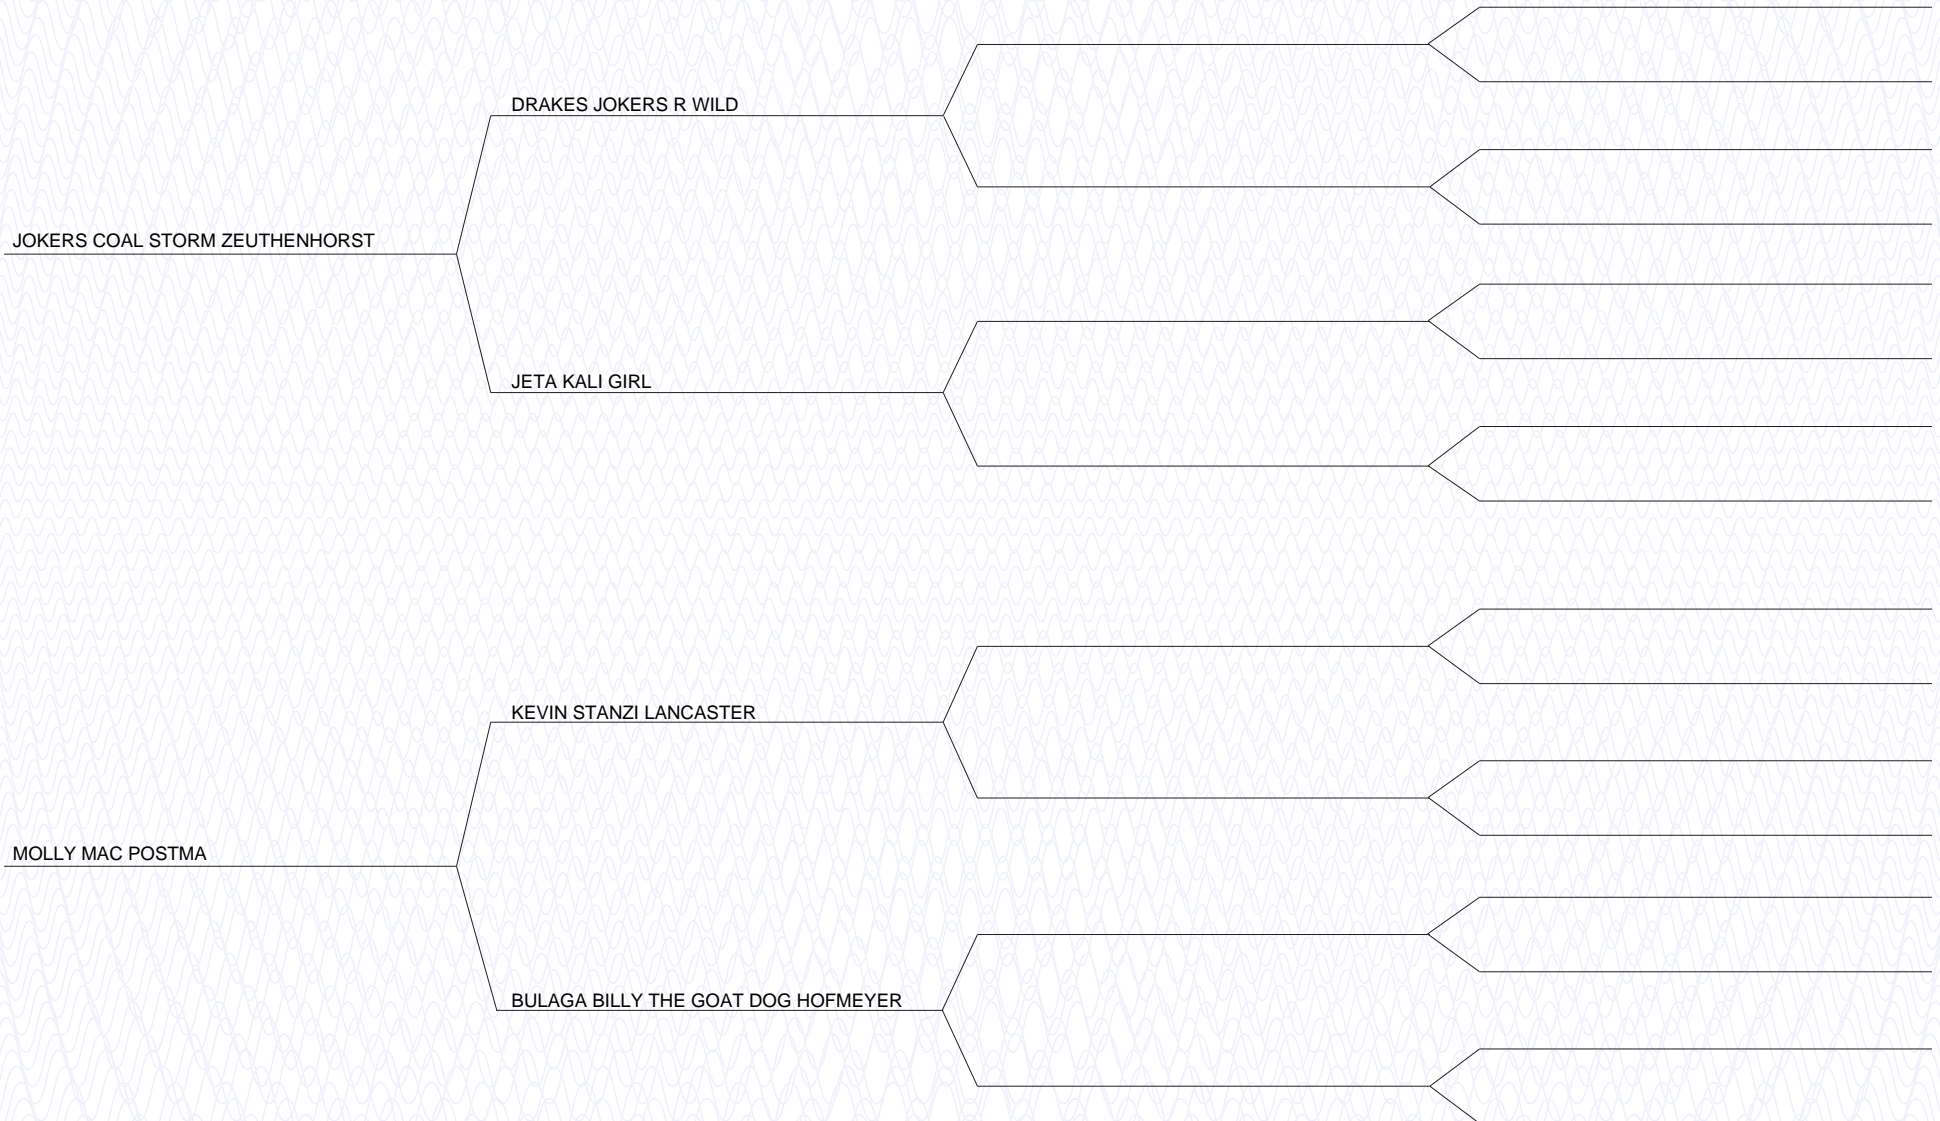 DRAKES JOKERS R WILD
JOKERS COAL STORM ZEUTHENHORST
JETA KALI GIRL
KEVIN STANZI LANCASTER
MOLLY MAC POSTMA
BULAGA BILLY THE GOAT DOG HOFMEYER